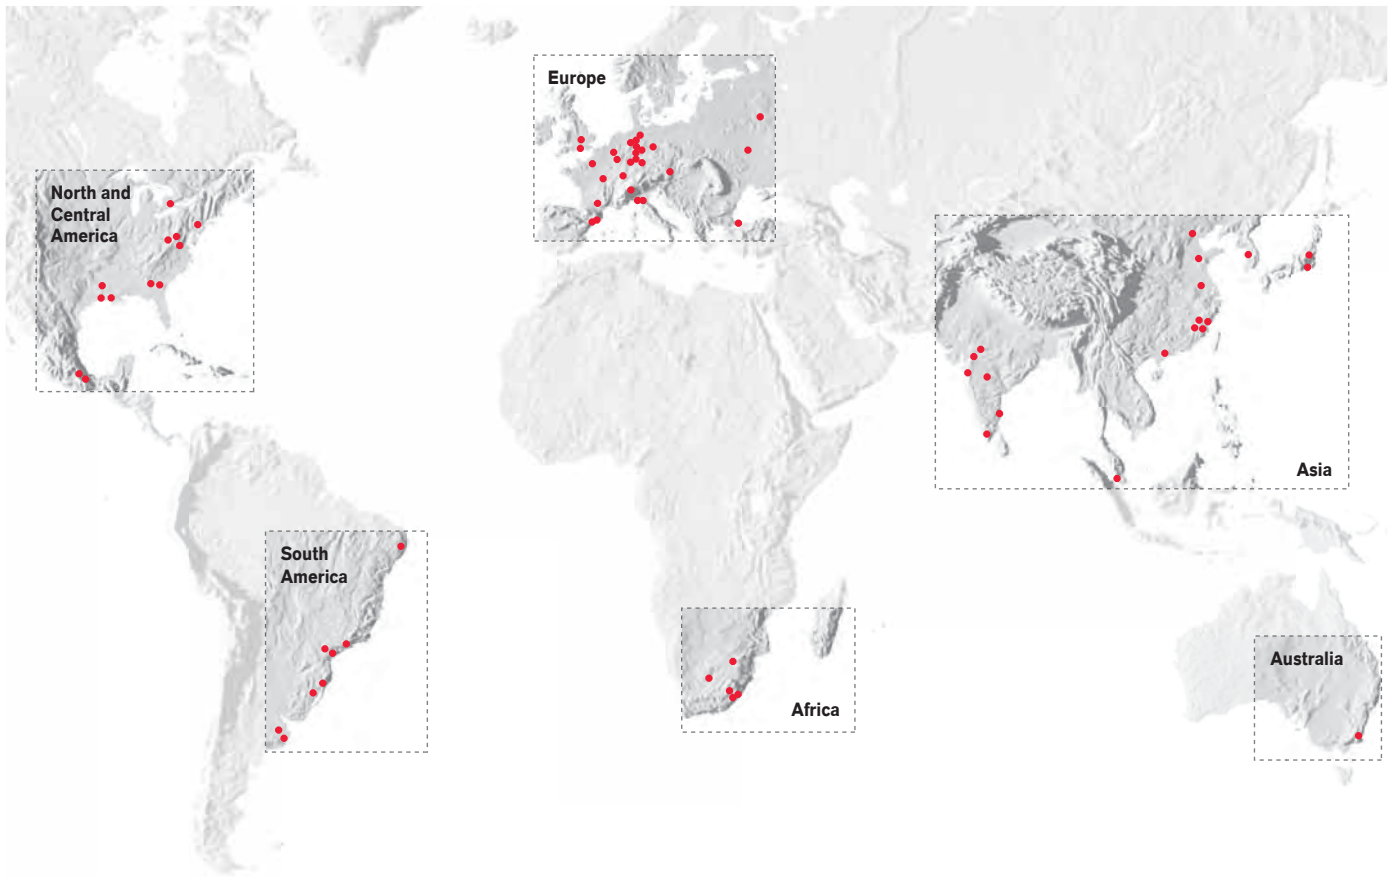 Europe
North and
Central
America
Asia
South
America
Australia
Africa